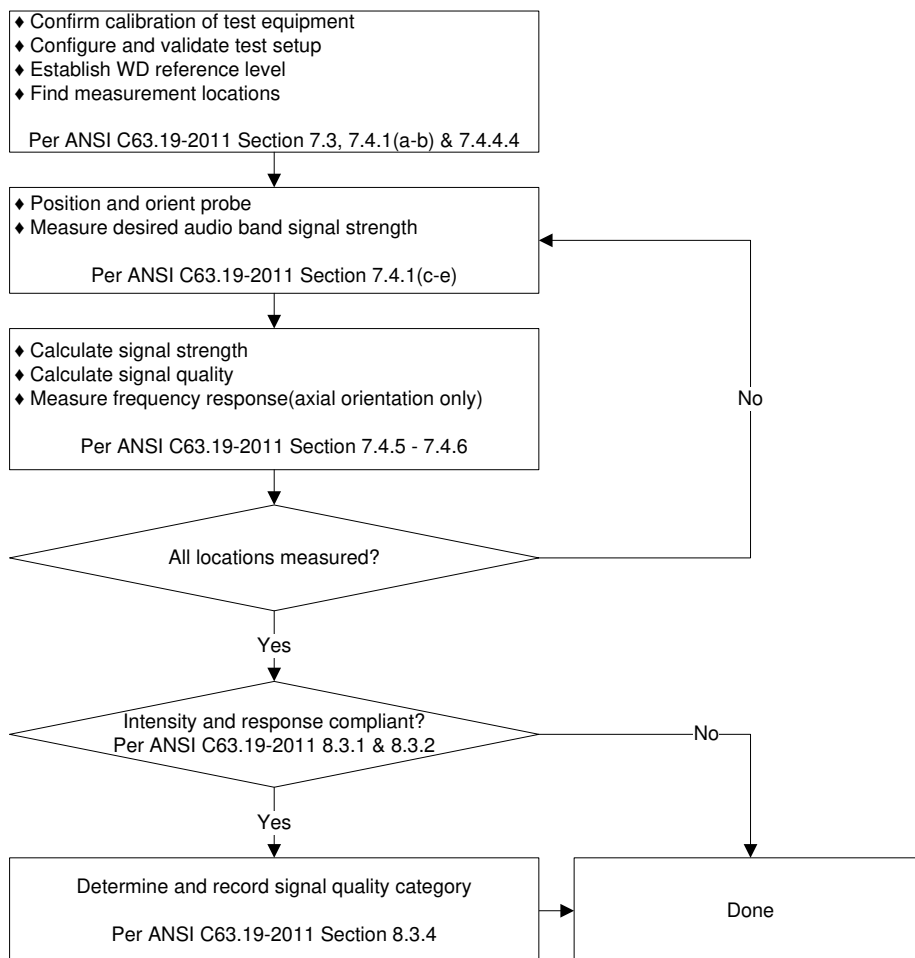 ♦ Confirm calibration of test equipment
♦ Configure and validate test setup
♦ Establish WD reference level
♦ Find measurement locations
Per ANSI C63.19-2011 Section 7.3, 7.4.1(a-b) & 7.4.4.4
♦ Position and orient probe
♦ Measure desired audio band signal strength
Per ANSI C63.19-2011 Section 7.4.1(c-e)
♦ Calculate signal strength
♦ Calculate signal quality
♦ Measure frequency response(axial orientation only)
Per ANSI C63.19-2011 Section 7.4.5 - 7.4.6
No
All locations measured?
Yes
Intensity and response compliant?
Per ANSI C63.19-2011 8.3.1 & 8.3.2
No
Yes
Determine and record signal quality category
Per ANSI C63.19-2011 Section 8.3.4
Done